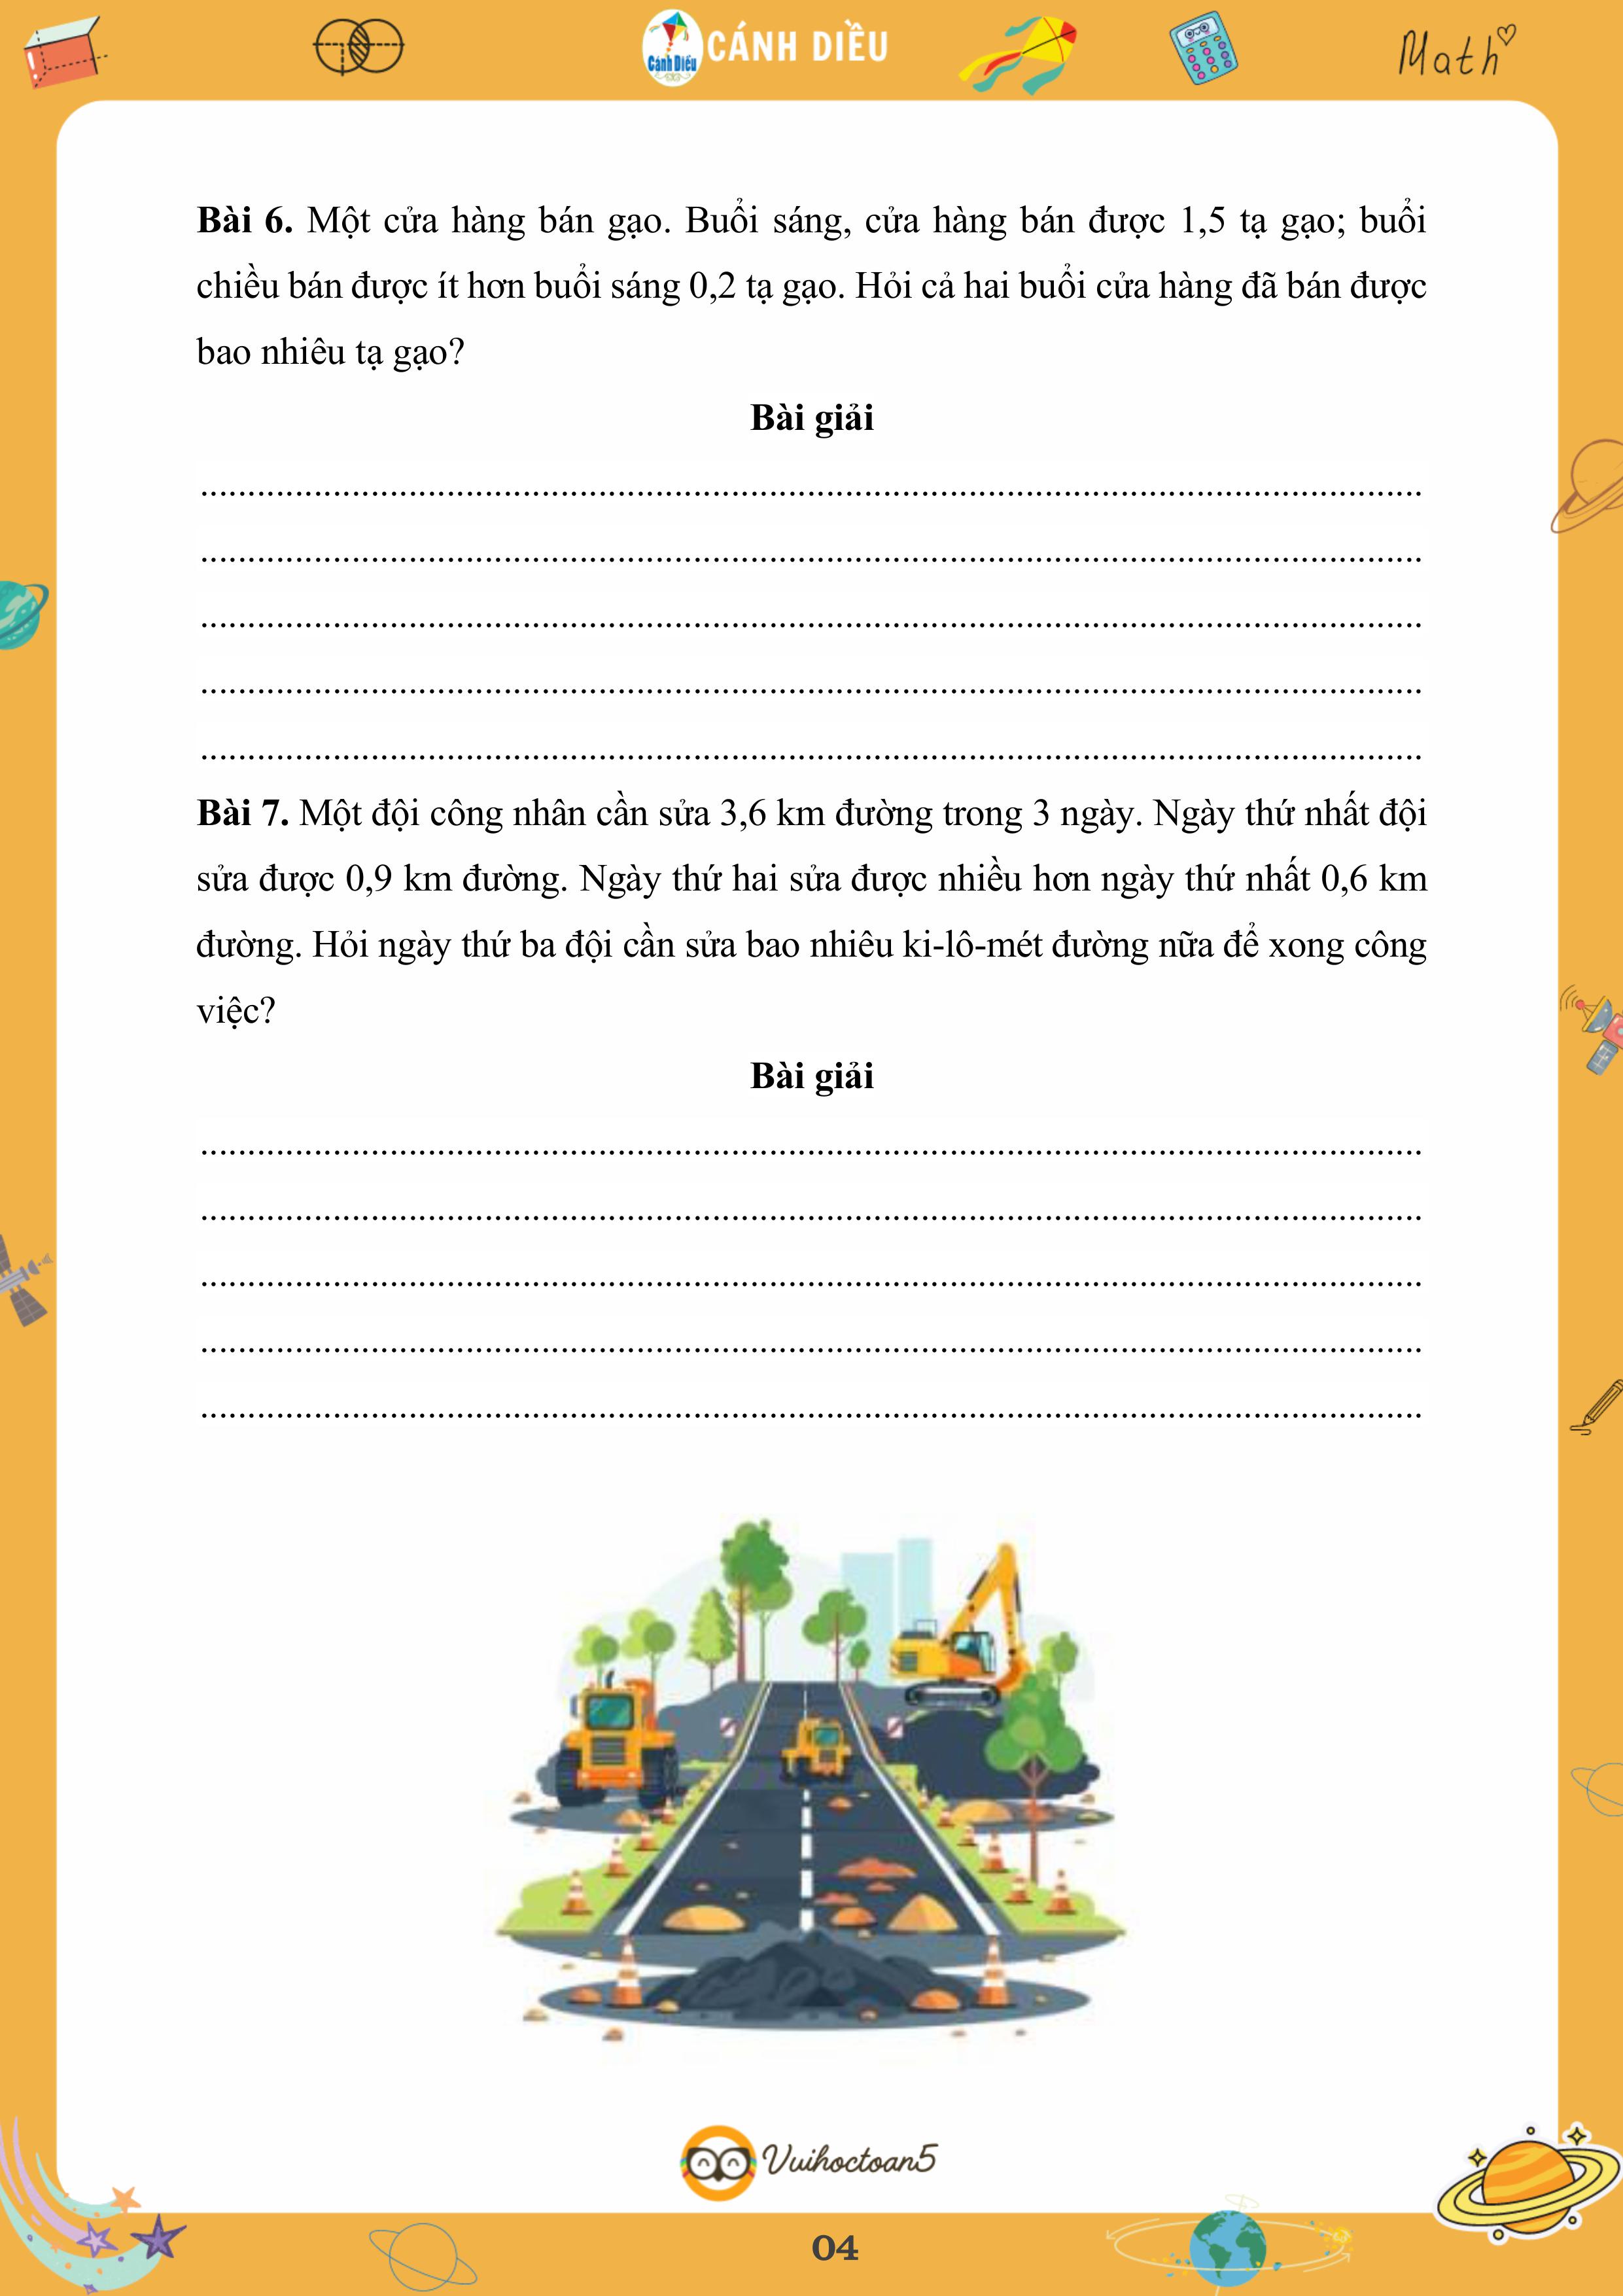 Cánh Diều
CÁNH DIỀU
Math
Bài 6. Một cửa hàng bán gạo. Buổi sáng, cửa hàng bán được 1,5 tạ gạo; buổi
chiều bán được ít hơn buổi sáng 0,2 tạ gạo. Hỏi cả hai buổi cửa hàng đã bán được
bao nhiêu tạ gạo?
Bài giải
Bài 7. Một đội công nhân cần sửa 3,6 km đường trong 3 ngày. Ngày thứ nhất đội
sửa được 0,9 km đường. Ngày thứ hai sửa được nhiều hơn ngày thứ nhất 0,6 km
đường. Hỏi ngày thứ ba đội cần sửa bao nhiêu ki-lô-mét đường nữa để xong công
việc?
Bài giải
Vuihoctoan5
04